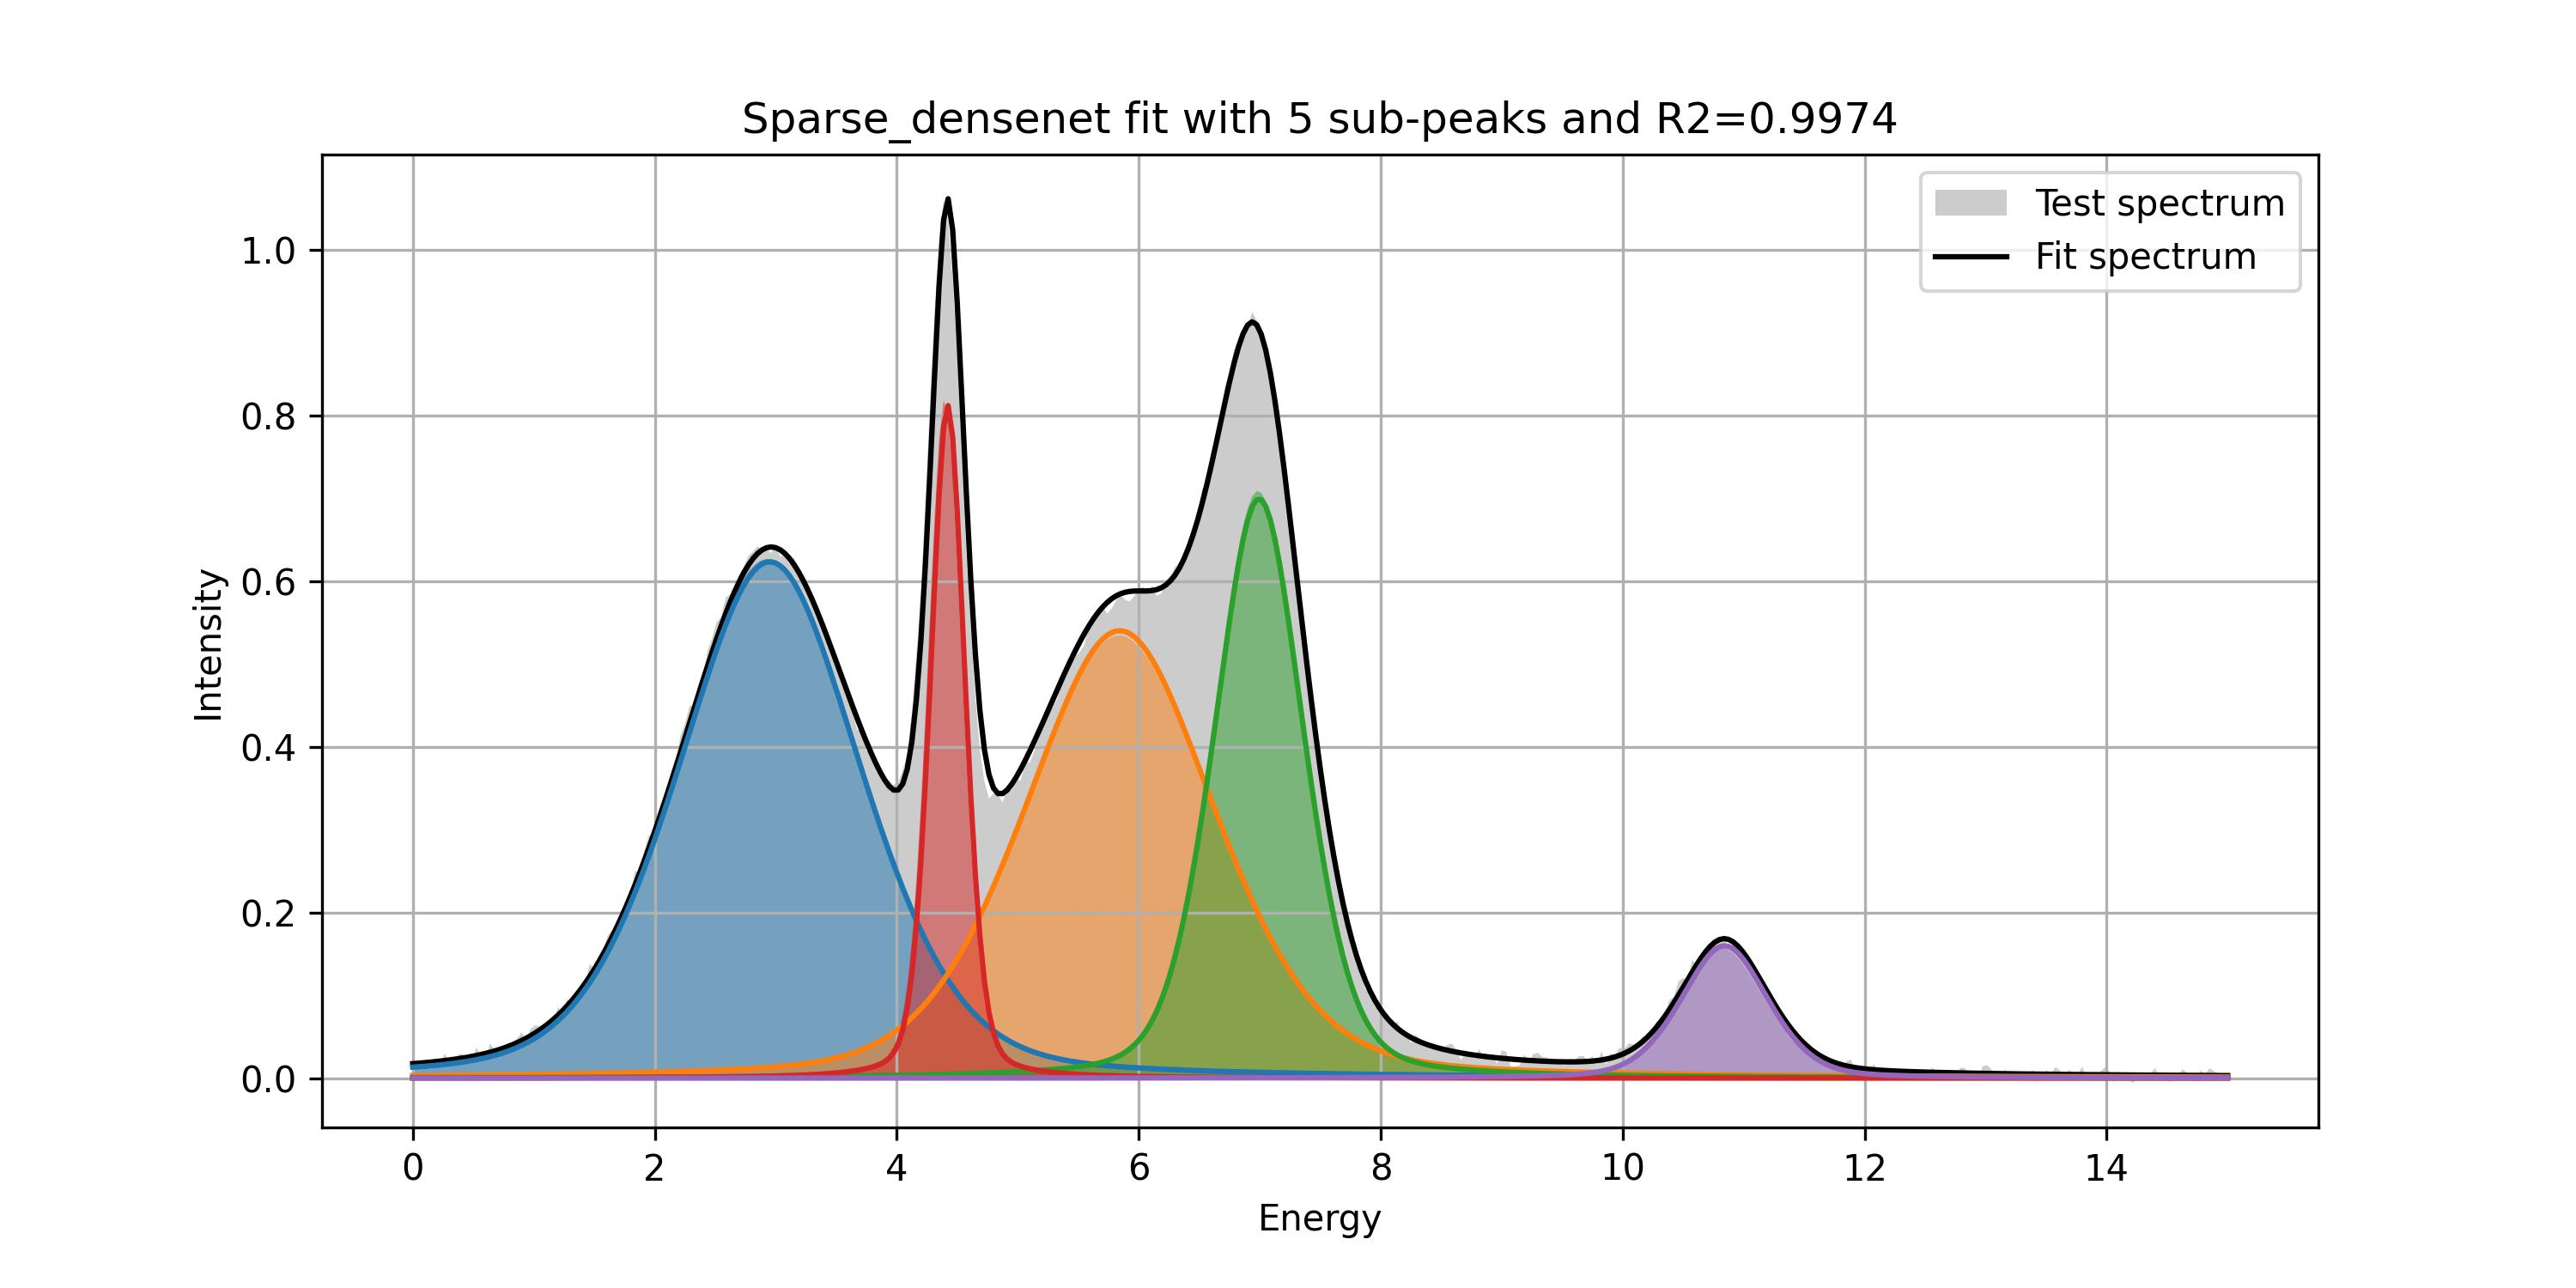 Sparse_densenet fit with 5 sub-peaks and R2=0.9974
Test spectrum
Fit spectrum
Intensity
1.0
0.8
0.6
0.4
0.2
0.0
0 2 4 6 8 10 12 14
Energy